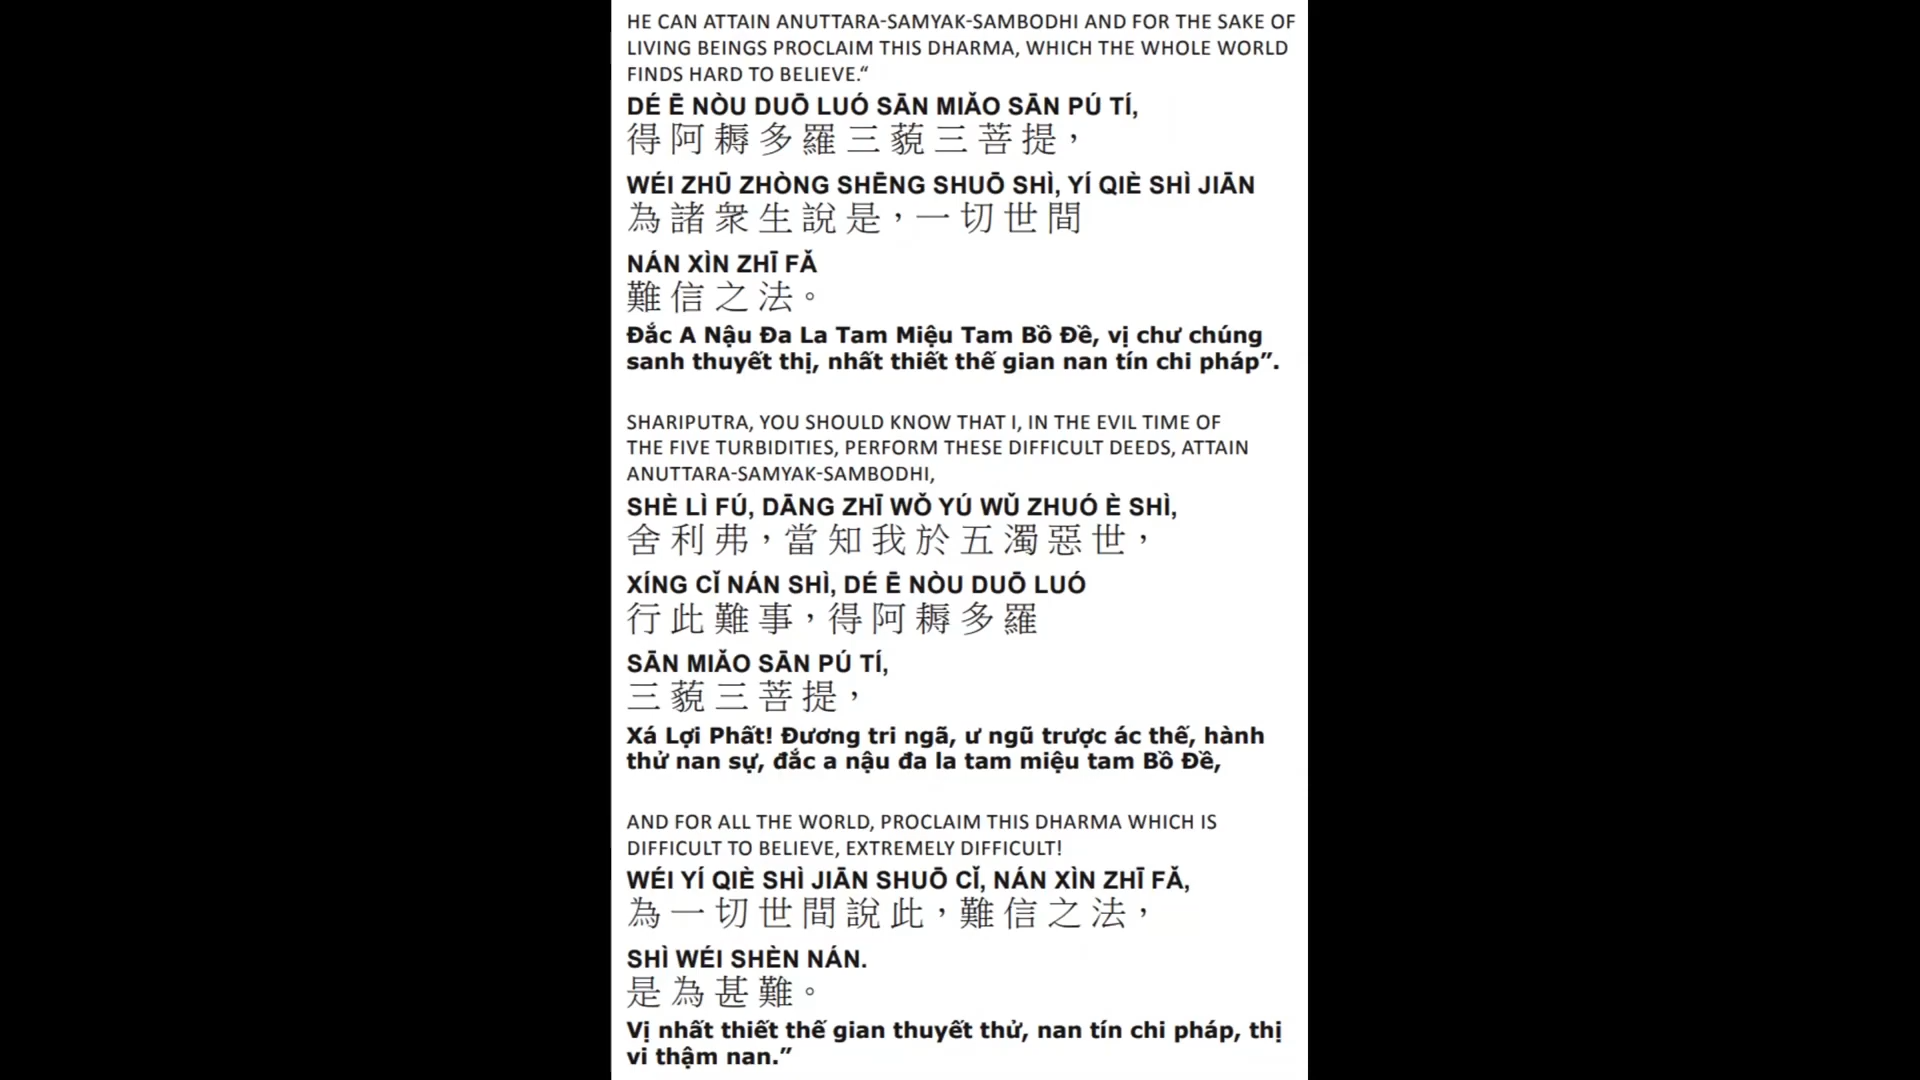 HE CAN ATTAIN ANUTTARA-SAMYAK-SAMBODHI AND FOR THE SAKE OF
LIVING BEINGS PROCLAIM THIS DHARMA, WHICH THE WHOLE WORLD
FINDS HARD TO BELIEVE.“
DÉ Ē NÒU DUŌ LUÓ SĀN MIǍO SĀN PÚ TÍ,
得阿耨多羅三藐三菩提，
WÉI ZHŪ ZHÒNG SHĒNG SHUŌ SHÌ, YÍ QIÈ SHÌ JIĀN
為諸衆生說是，一切世間
NÁN XÌN ZHĪ FǍ
難信之法。
Đắc A Nậu Đa La Tam Miệu Tam Bồ Đề, vị chư chúng
sanh thuyết thị, nhất thiết thế gian nan tín chi pháp”.
SHARIPUTRA, YOU SHOULD KNOW THAT I, IN THE EVIL TIME OF
THE FIVE TURBIDITIES, PERFORM THESE DIFFICULT DEEDS, ATTAIN
ANUTTARA-SAMYAK-SAMBODHI,
SHÈ LÌ FÚ, DĀNG ZHĪ WǑ YÚ WǓ ZHUÓ È SHÌ,
舍利弗，當知我於五濁惡世，
XÍNG CǏ NÁN SHÌ, DÉ Ē NÒU DUŌ LUÓ
行此難事，得阿耨多羅
SĀN MIǍO SĀN PÚ TÍ,
三藐三菩提，
Xá Lợi Phất! Đương tri ngã, ư ngũ trược ác thế, hành
thử nan sự, đắc a nậu đa la tam miệu tam Bồ Đề,
AND FOR ALL THE WORLD, PROCLAIM THIS DHARMA WHICH IS
DIFFICULT TO BELIEVE, EXTREMELY DIFFICULT!
WÉI YÍ QIÈ SHÌ JIĀN SHUŌ CǏ, NÁN XÌN ZHĪ FǍ,
為一切世間說此，難信之法，
SHÌ WÉI SHÈN NÁN.
是為甚難。
Vị nhất thiết thế gian thuyết thử, nan tín chi pháp, thị
vi thậm nan.”